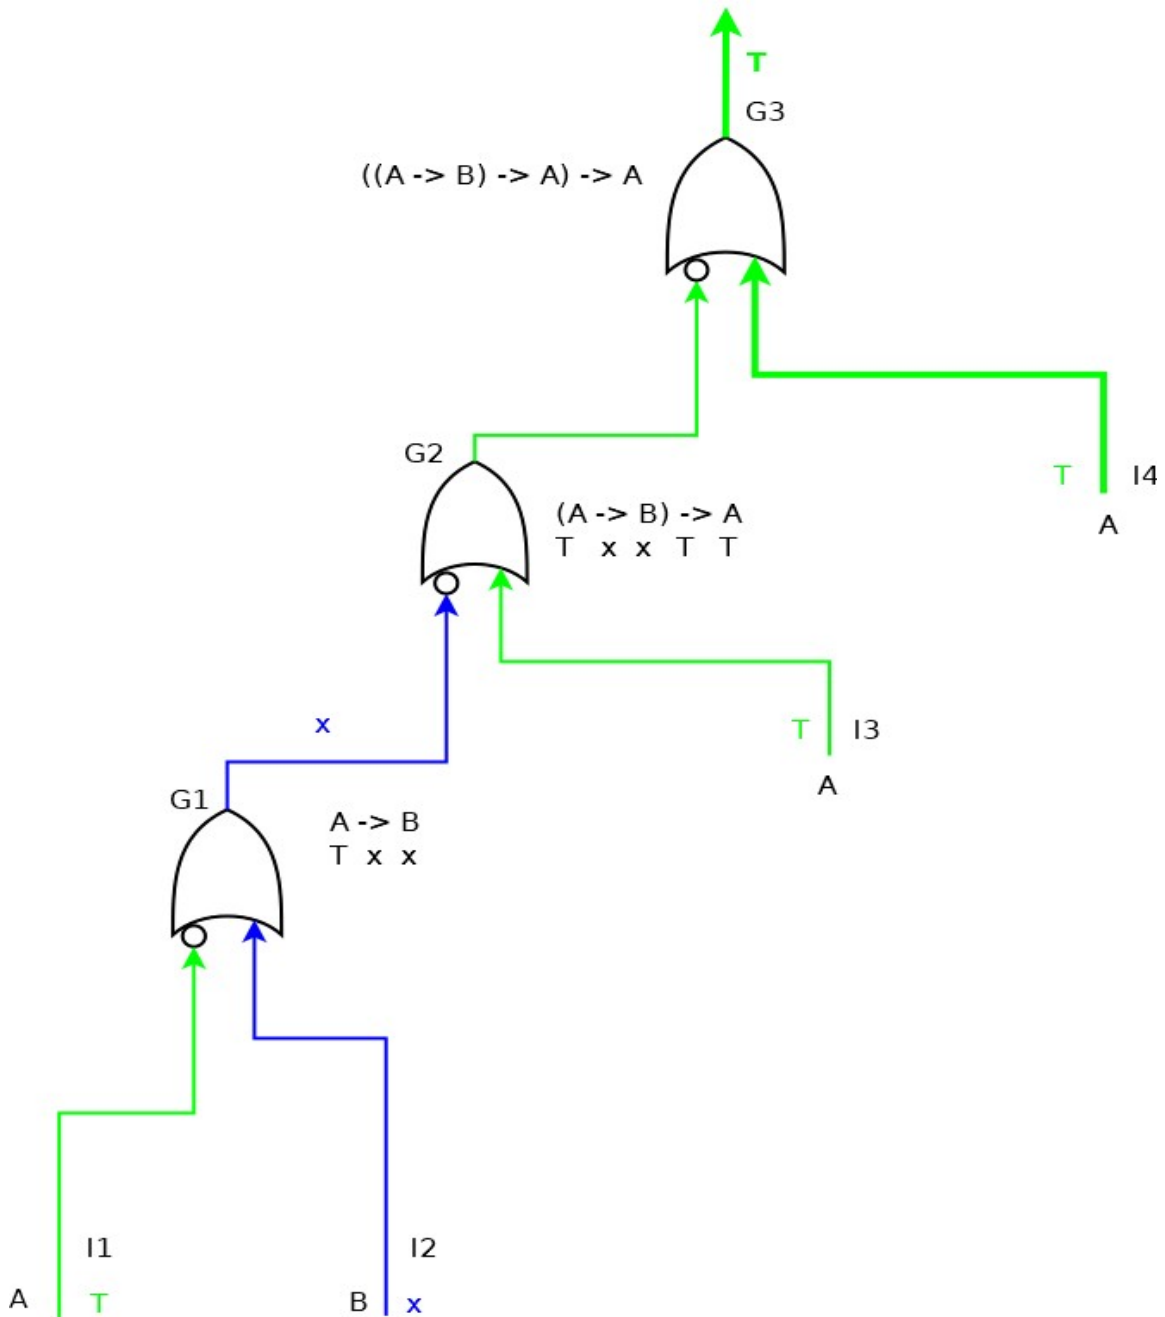 T
G3
((A -> B) -> A) -> A
G2
T I4
A
(A -> B) -> A
T x x T T
x
T I3
A
G1
A -> B
T x x
I1
I2
A T
B x